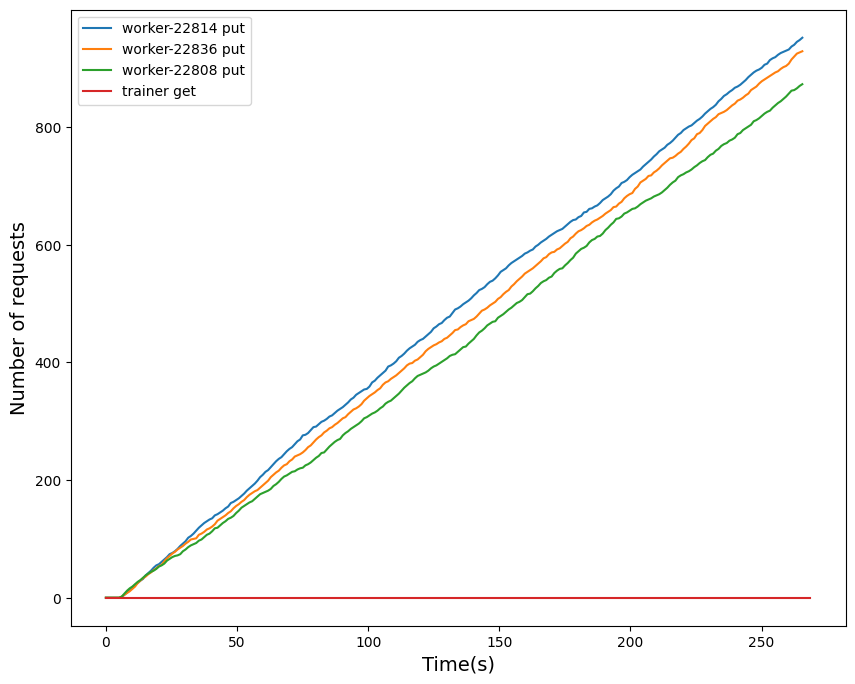 worker-22814 put
worker-22836 put
worker-22808 put
trainer get
Number of requests
800
600
400
200
0
0 50 100 150 200 250
Time(s)